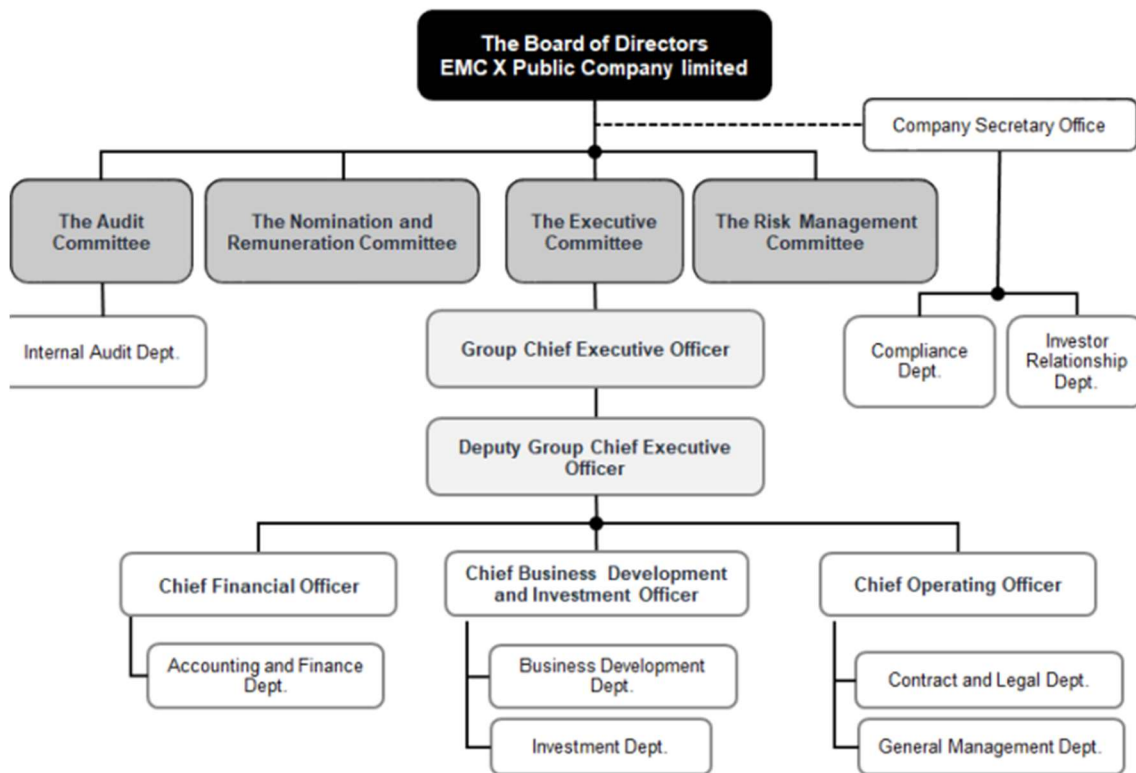 The Board of Directors
EMC X Public Company limited
Company Secretary Office
The Audit
Committee
The Nomination and
Remuneration Committee
The Executive
Committee
The Risk Management
Committee
Internal Audit Dept.
Group Chief Executive Officer
Compliance
Dept.
Investor
Relationship
Dept.
Deputy Group Chief Executive
Officer
Chief Financial Officer
Chief Business Development
and Investment Officer
Chief Operating Officer
Accounting and Finance
Dept.
Business Development
Dept.
Contract and Legal Dept.
Investment Dept.
General Management Dept.